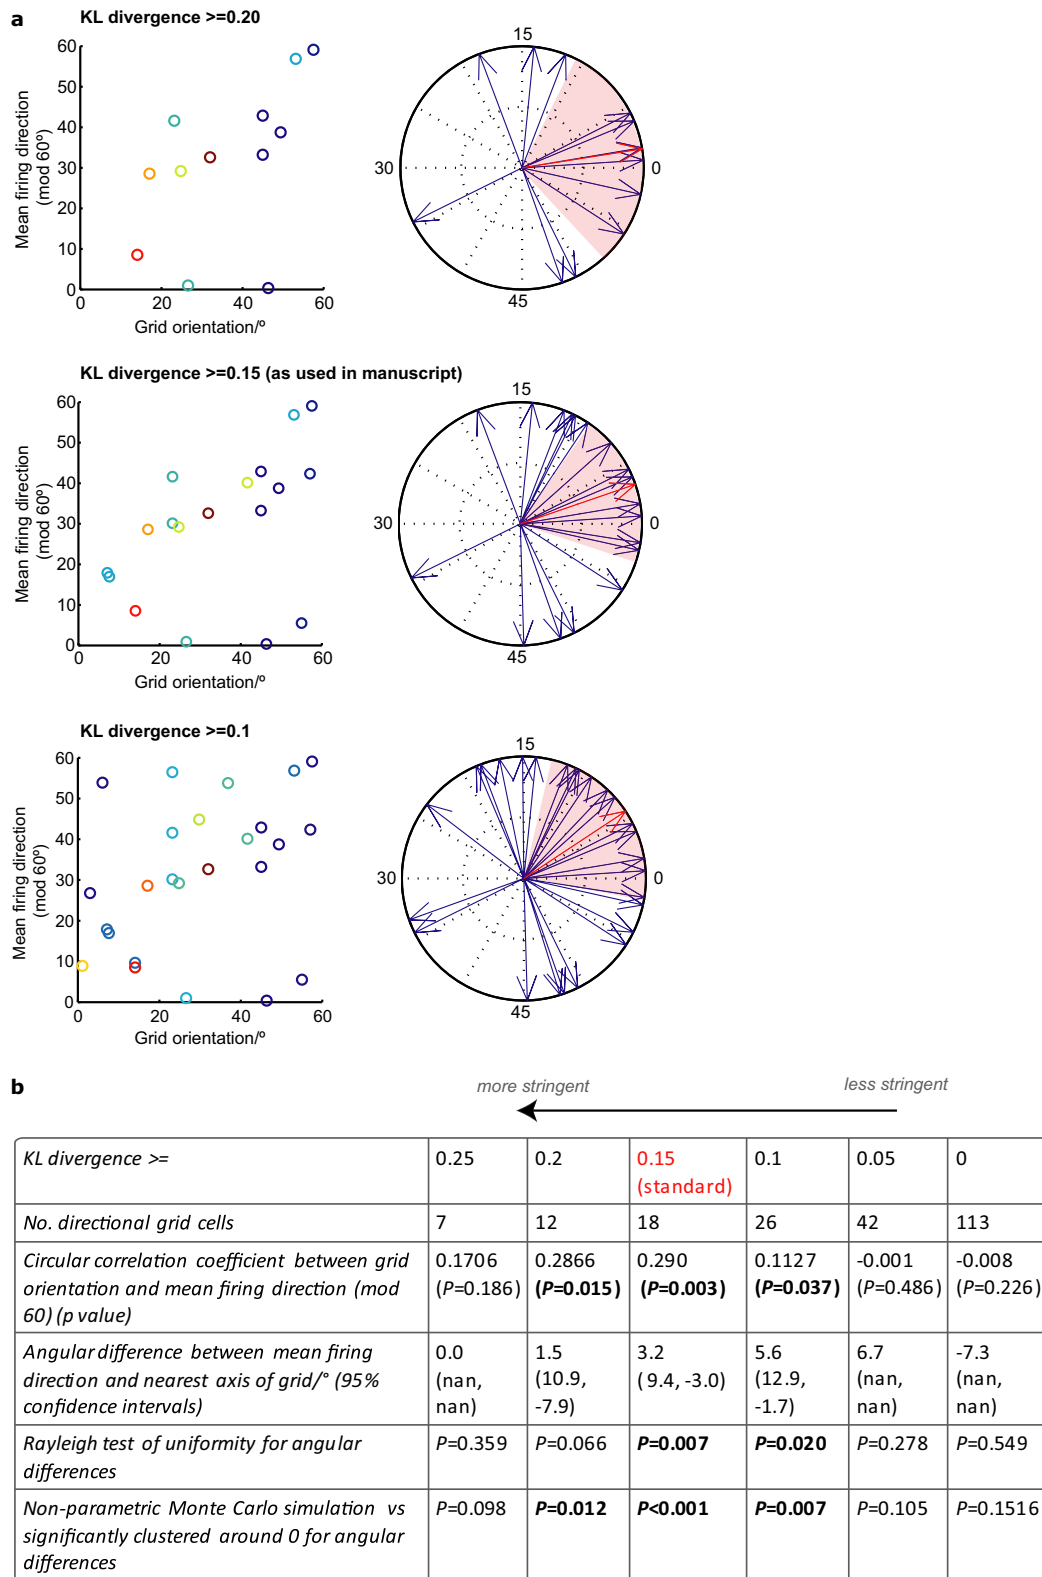 a
KL divergence >=0.20
Mean firing direction
(mod 60º)
60
50
40
30
20
10
0
0
20
40
60
Grid orientation/º
15
30
0
45
KL divergence >=0.15 (as used in manuscript)
Mean firing direction
(mod 60º)
60
50
40
30
20
10
0
0
20
40
60
Grid orientation/º
15
30
0
45
KL divergence >=0.1
Mean firing direction
(mod 60º)
60
50
40
30
20
10
0
0
20
40
60
Grid orientation/º
15
30
0
45
b
more stringent
less stringent
KL divergence >=
0.25
0.2
0.15
(standard)
0.1
0.05
0
No. directional grid cells
7
12
18
26
42
113
Circular correlation coefficient between grid
orientation and mean firing direction (mod
60) (p value)
0.1706
(P=0.186)
0.2866
(P=0.015)
0.290
(P=0.003)
0.1127
(P=0.037)
-0.001
(P=0.486)
-0.008
(P=0.226)
Angular difference between mean firing
direction and nearest axis of grid/° (95%
confidence intervals)
0.0
(nan,
nan)
1.5
(10.9,
-7.9)
3.2
( 9.4, -3.0)
5.6
(12.9,
-1.7)
6.7
(nan,
nan)
-7.3
(nan,
nan)
Rayleigh test of uniformity for angular
differences
P=0.359
P=0.066
P=0.007
P=0.020
P=0.278
P=0.549
Non-parametric Monte Carlo simulation vs
significantly clustered around 0 for angular
differences
P=0.098
P=0.012
P<0.001
P=0.007
P=0.105
P=0.1516